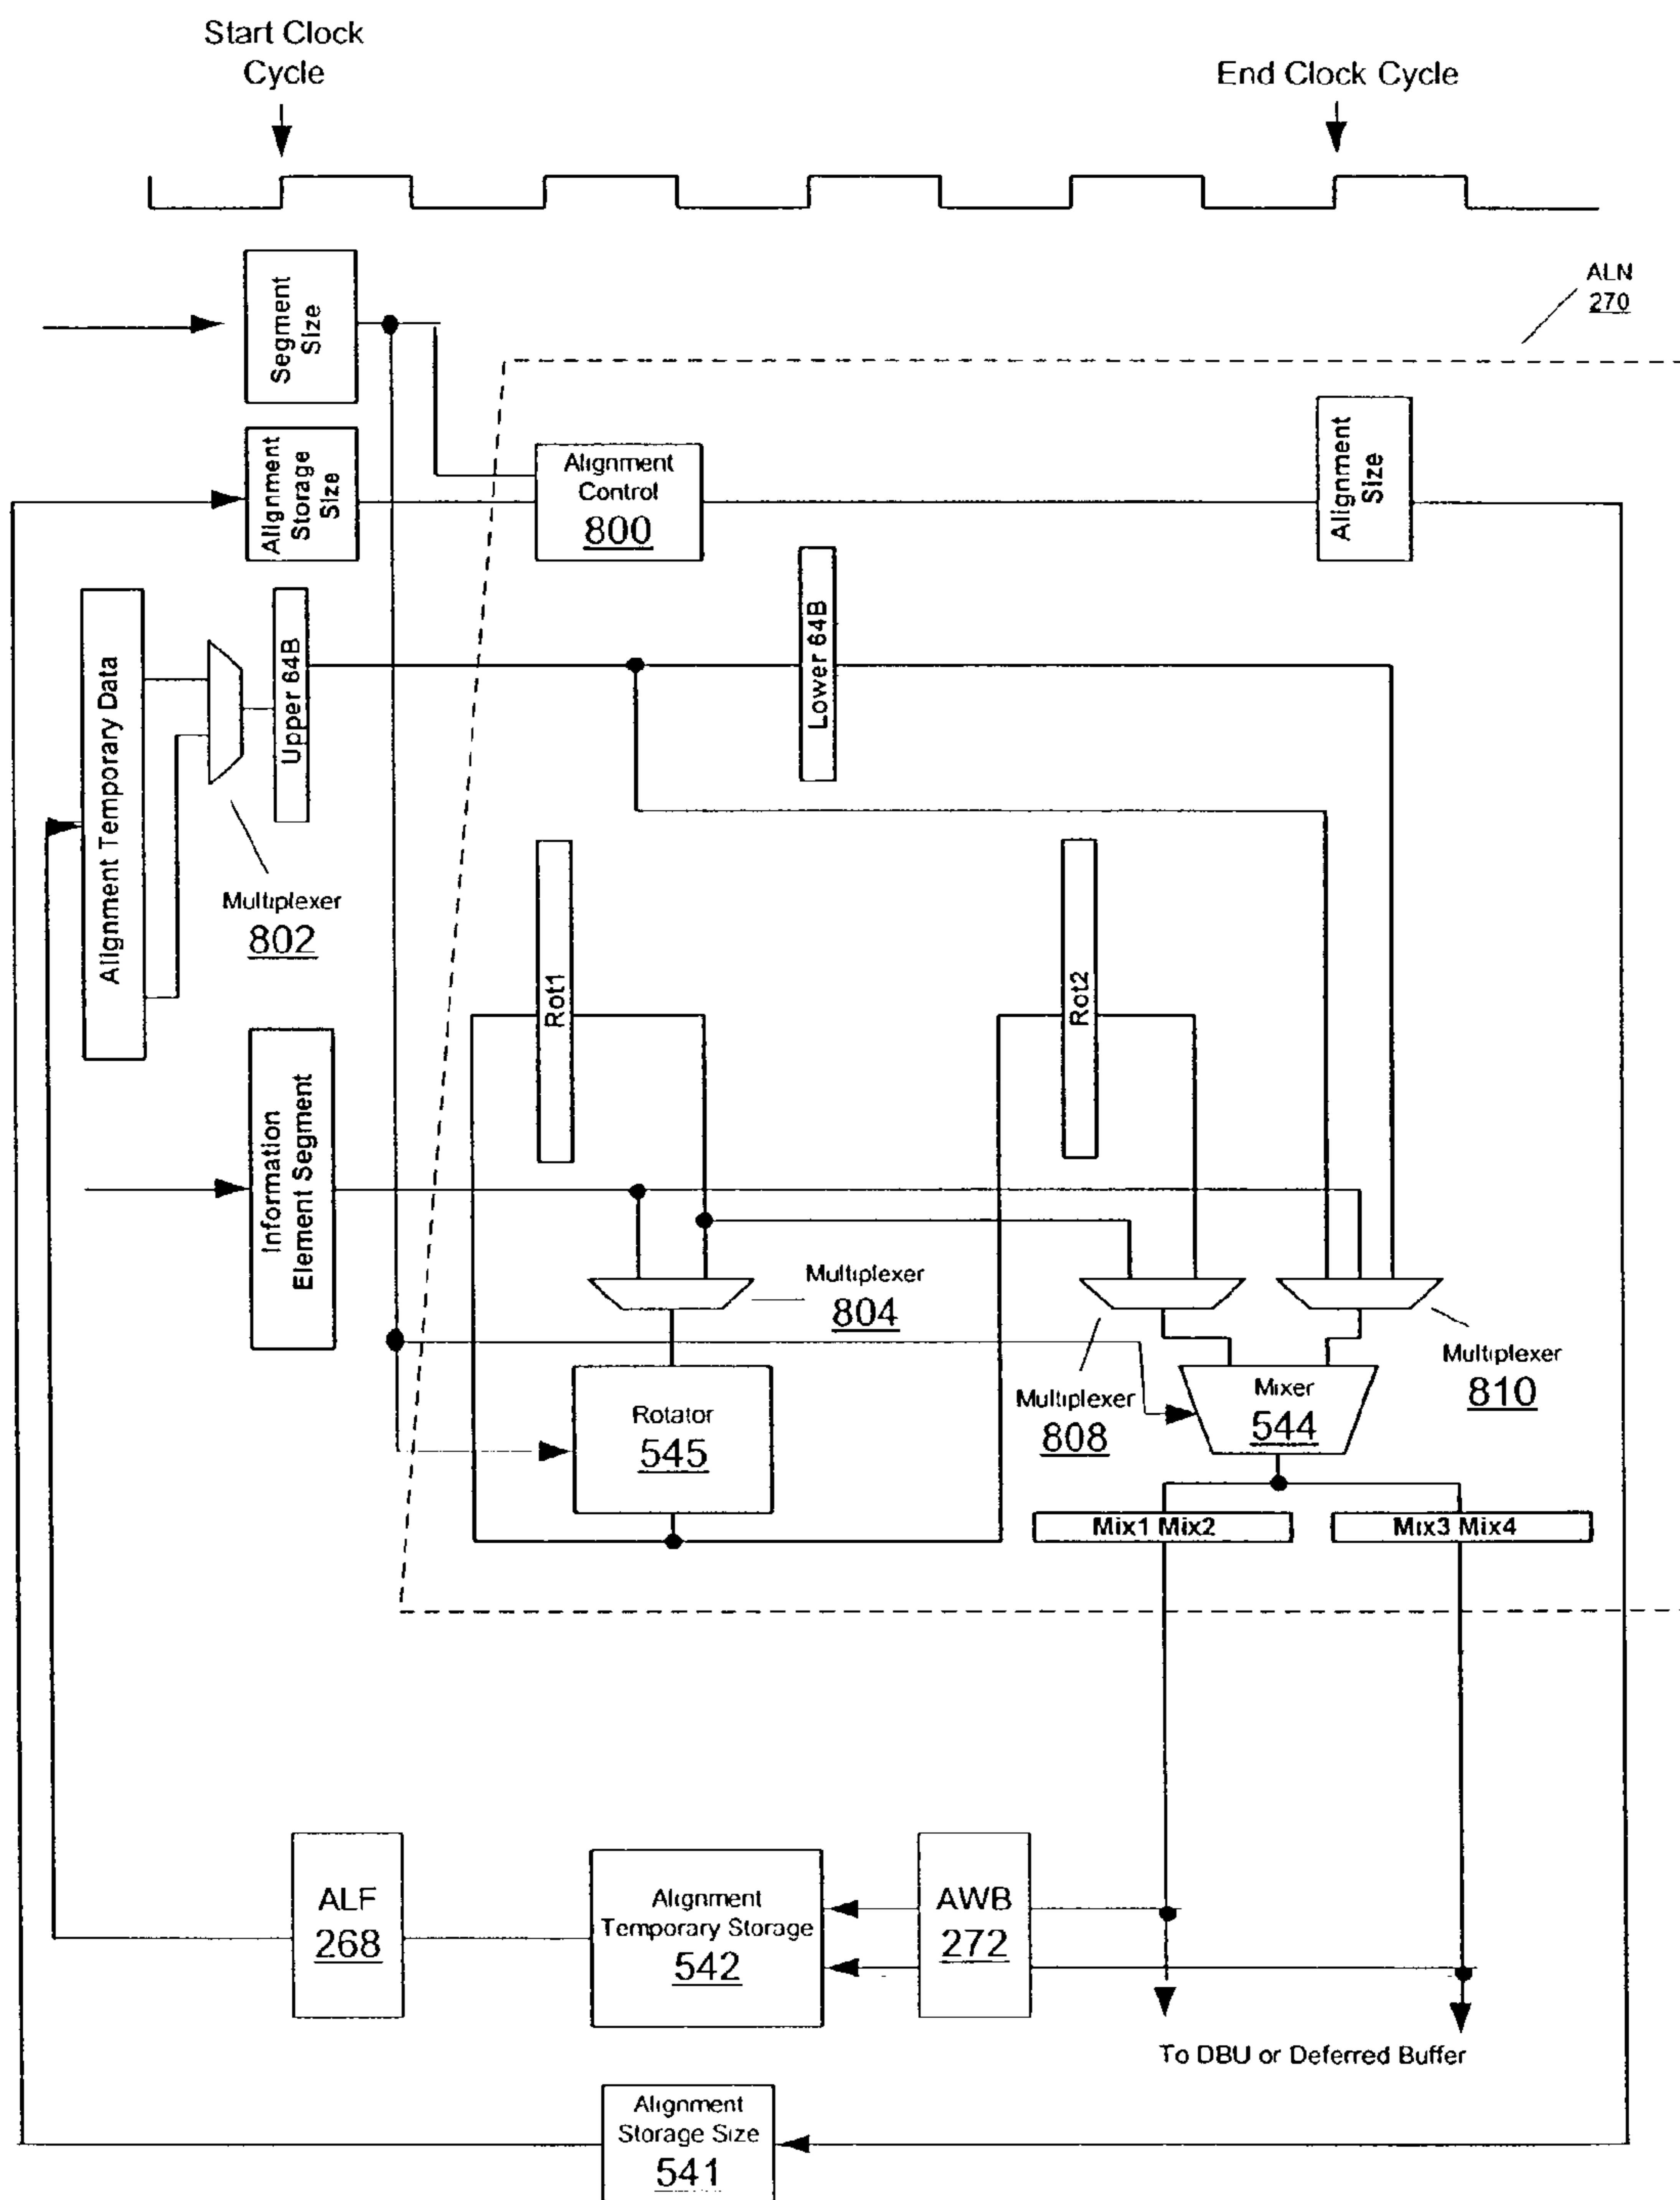 Start Clock
Cycle
End Clock Cycle
ALN
270
Segment
Size
Alignment
Storage
Size
Alignment
Control
800
Alignment
Size
Alignment Temporary Data
Upper 64B
Lower 64B
Multiplexer
802
Rot1
Rot2
Information
Element Segment
Multiplexer
804
Multiplexer
808
Multiplexer
810
Rotator
545
Mixer
544
Mix1 Mix2
Mix3 Mix4
ALF
268
Alignment
Temporary Storage
542
AWB
272
To DBU or Deferred Buffer
Alignment
Storage Size
541